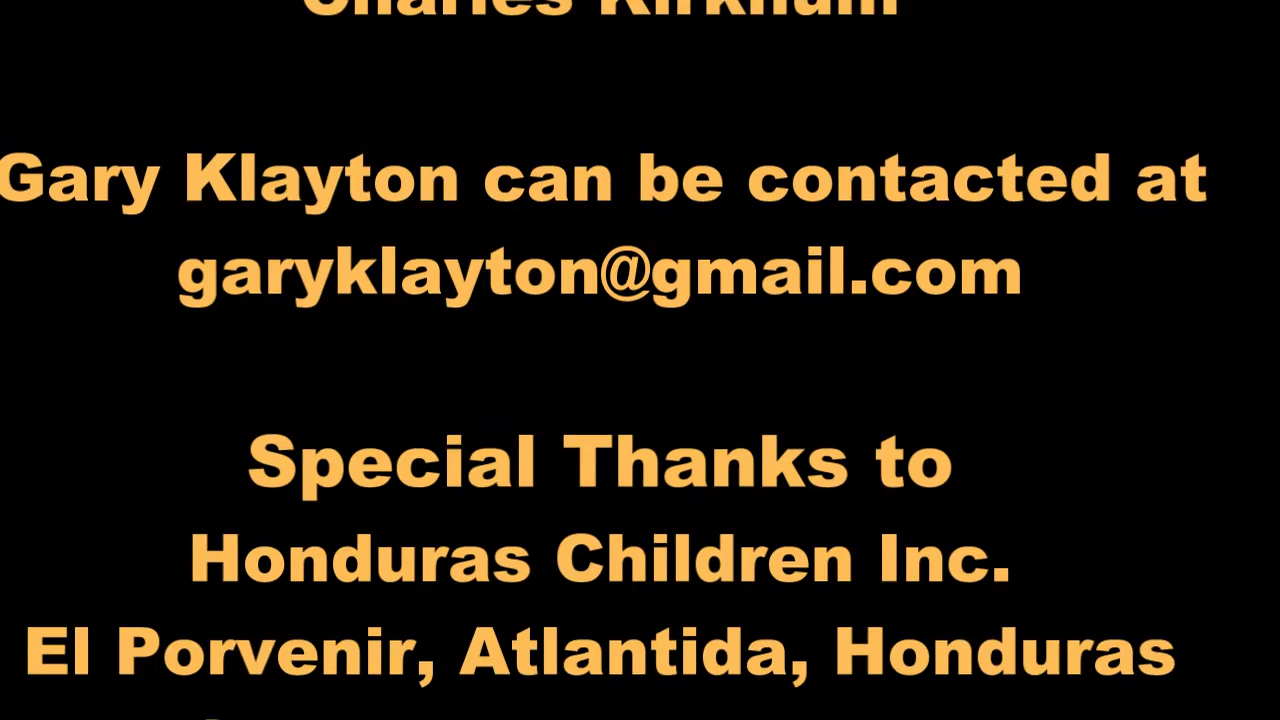 Charles
Gary Klayton can be contacted at
garyklayton@gmail.com
Special Thanks to
Honduras Children Inc.
El Porvenir, Atlantida, Honduras